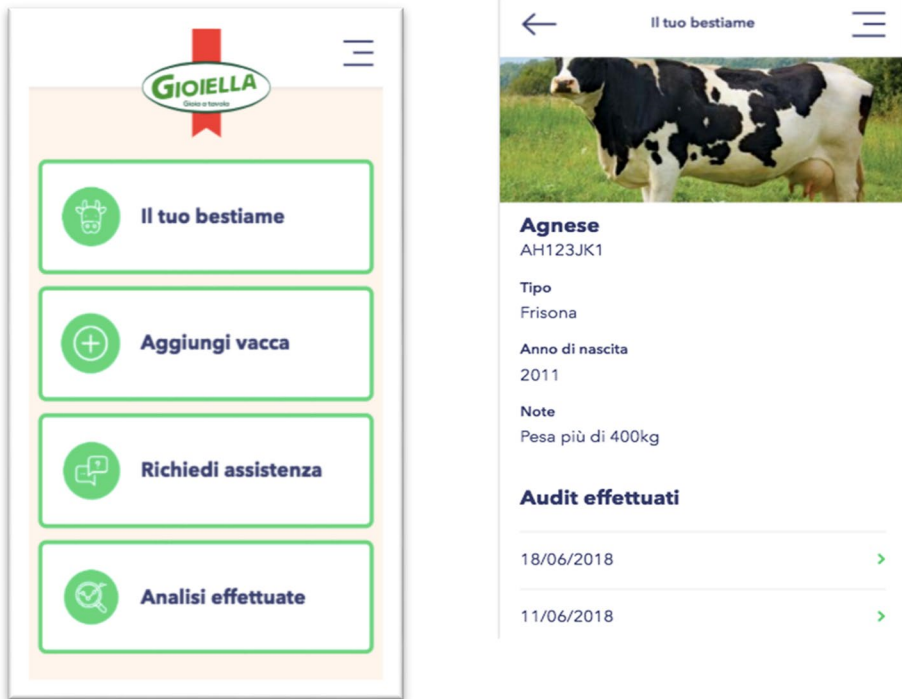 GIOIELLA
Gioia a tavola
Il tuo bestiame
Aggiungi vacca
Richiedi assistenza
Analisi effettuate
Il tuo bestiame
Agnese
AH123JK1
Tipo
Frisona
Anno di nascita
2011
Note
Pesa più di 400kg
Audit effettuati
18/06/2018
11/06/2018